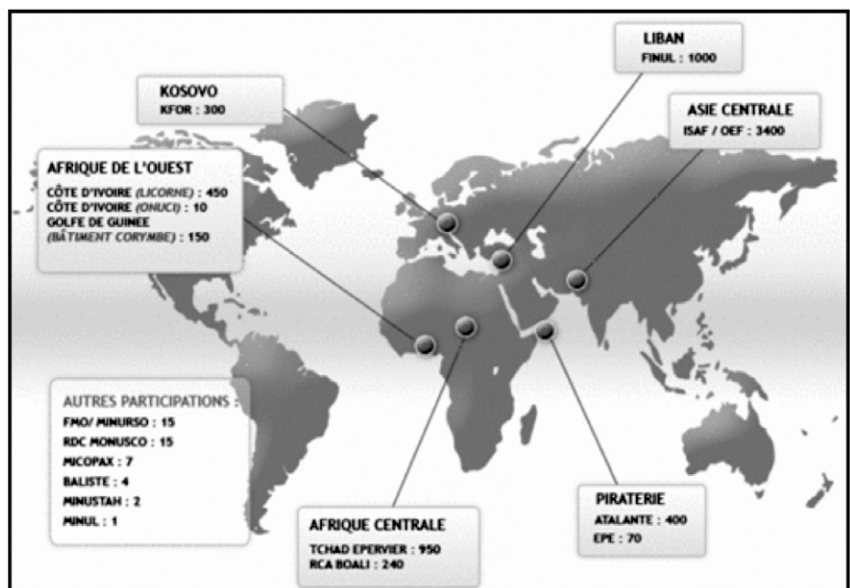 LIBAN
FINUL : 1000
KOSOVO
KFOR : 300
ASIE CENTRALE
ISAF / OEF : 3400
AFRIQUE DE L'OUEST
CÔTE D'IVOIRE (LICORNE) : 450
CÔTE D'IVOIRE (ONUCI) : 10
GOLFE DE GUINEE
(BÂTIMENT CORYMBE) : 150
AUTRES PARTICIPATIONS :
FMO/ MINURSO : 15
RDC MONUSCO : 15
MICOPAX : 7
BALISTE : 4
MINUSTAH : 2
MINUL : 1
AFRIQUE CENTRALE
TCHAD EPERVIER : 950
RCA BOALI : 240
PIRATERIE
ATALANTE : 400
EPE : 70